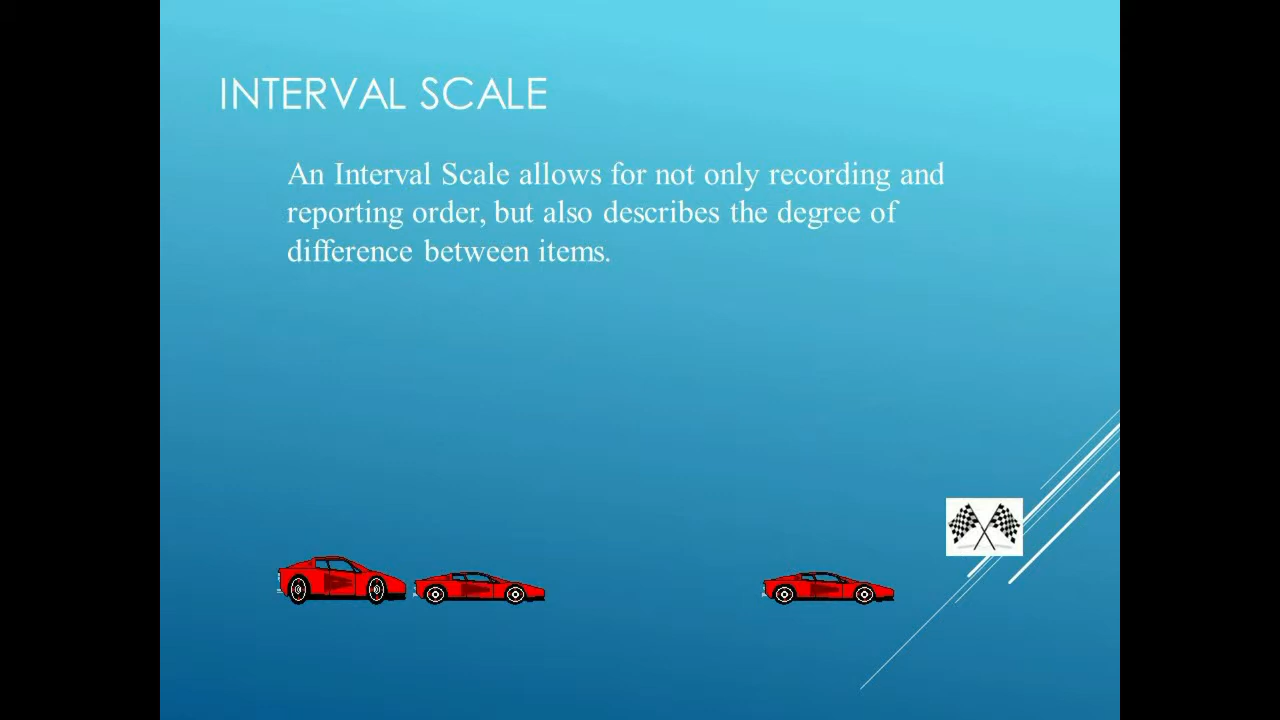 INTERVAL SCALE
An Interval Scale allows for not only recording and
reporting order, but also describes the degree of
difference between items.